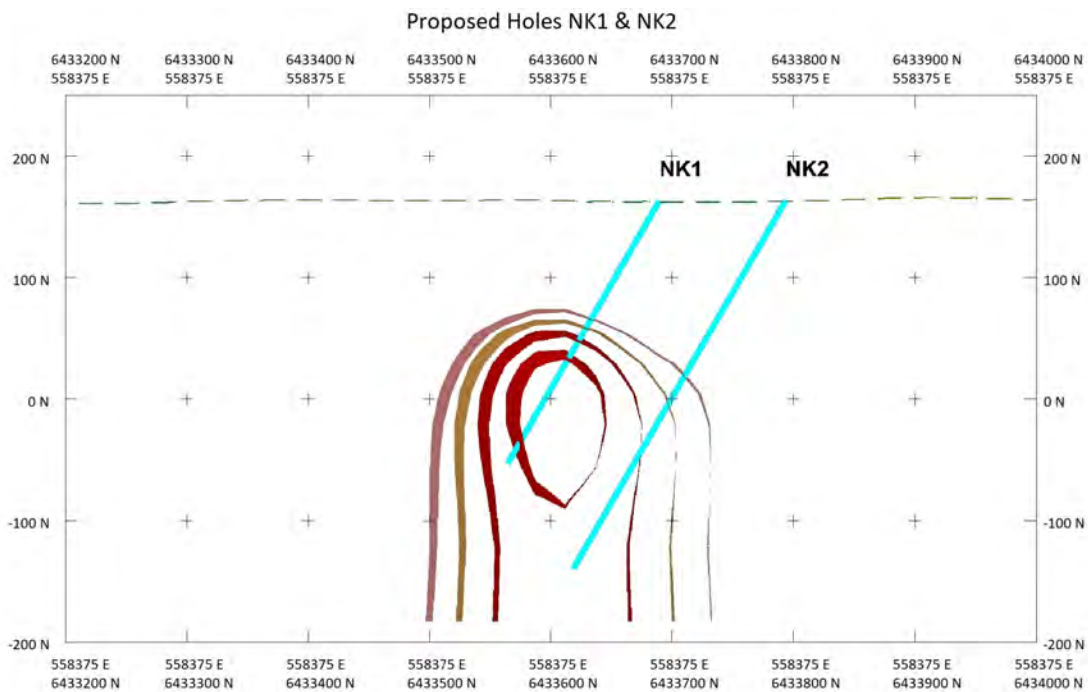 Proposed Holes NK1 & NK2
6433200 N 6433300 N 6433400 N 6433500 N 6433600 N 6433700 N 6433800 N 6433900 N 6434000 N
558375 E 558375 E 558375 E 558375 E 558375 E 558375 E 558375 E 558375 E 558375 E
200 N NK1 NK2 200 N
100 N 100 N
0 N 0 N
-100 N -100 N
-200 N -200 N
558375 E 558375 E 558375 E 558375 E 558375 E 558375 E 558375 E 558375 E 558375 E
6433200 N 6433300 N 6433400 N 6433500 N 6433600 N 6433700 N 6433800 N 6433900 N 6434000 N